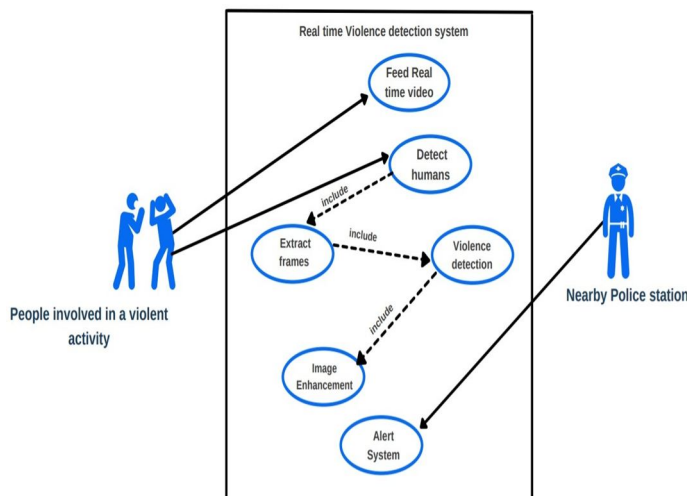 Real time Violence detection system
Feed Real
time video
Detect
humans
include
Extract
frames
include
Violence
detection
People involved in a violent
activity
Nearby Police station
include
Image
Enhancement
Alert
System